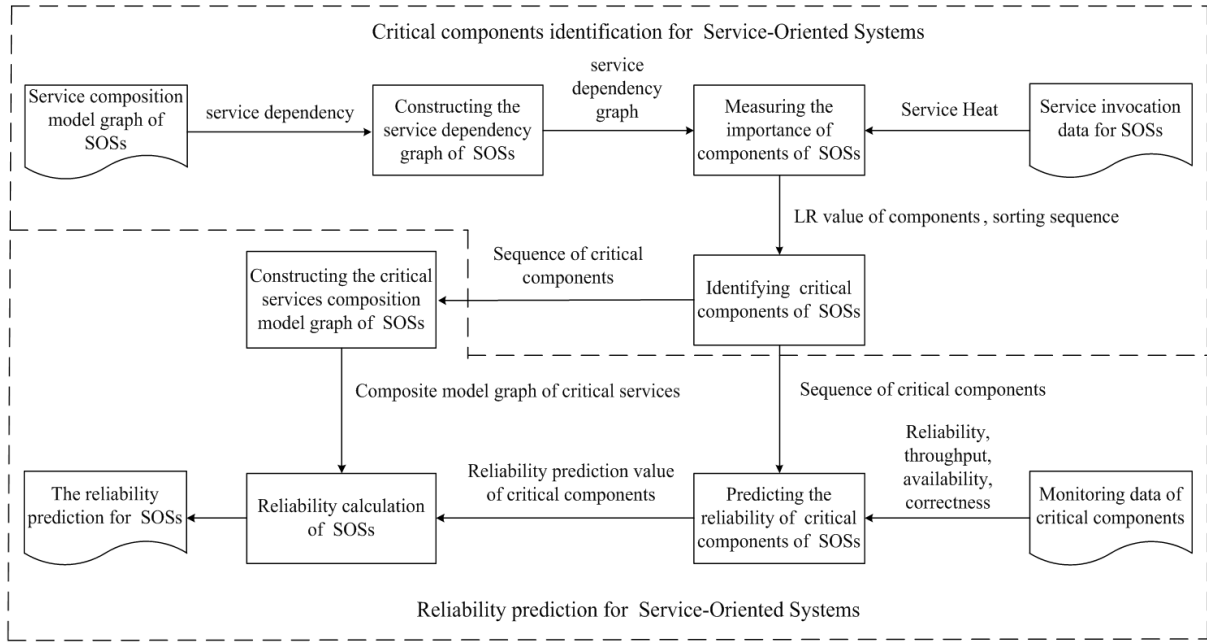 Critical components identification for Service-Oriented Systems
Service composition
model graph of
SOSs
service dependency
Constructing the
service dependency
graph of SOSs
service
dependency
graph
Measuring the
importance of
components of SOSs
Service Heat
Service invocation
data for SOSs
LR value of components , sorting sequence
Constructing the critical
services composition
model graph of SOSs
Sequence of critical
components
Identifying critical
components of SOSs
Composite model graph of critical services
Sequence of critical components
The reliability
prediction for SOSs
Reliability calculation
of SOSs
Reliability prediction value
of critical components
Predicting the
reliability of critical
components of SOSs
Reliability,
throughput,
availability,
correctness
Monitoring data of
critical components
Reliability prediction for Service-Oriented Systems